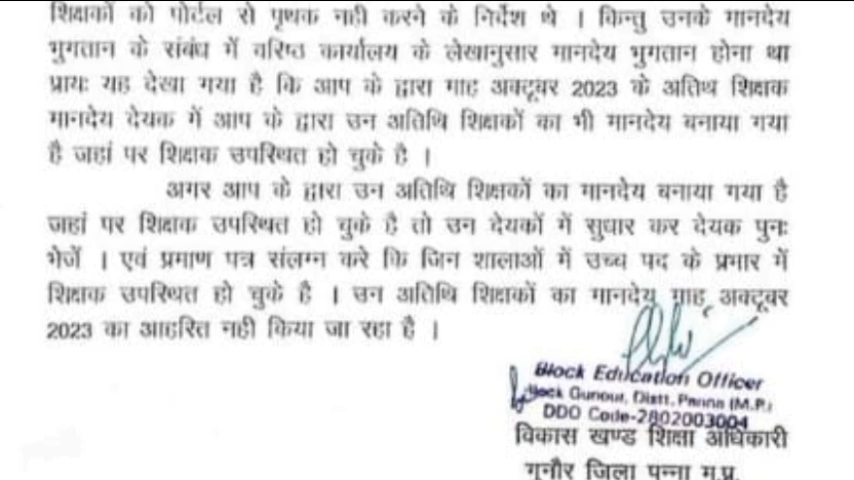 शिक्षकों को पोर्टल से पृथक नही करने के निर्देश थे । किन्तु उनके मानदेय
भुगतान के संबंध में वरिष्ठ कार्यालय के लेखानुसार मानदेय भुगतान होना था
प्रायः यह देखा गया है कि आप के द्वारा माह अक्टूबर 2023 के अतिथ शिक्षक
मानदेय देयक में आप के द्वारा उन अतिथि शिक्षकों का भी मानदेय बनाया गया
है जहां पर शिक्षक उपस्थित हो चुके है ।
अगर आप के द्वारा उन अतिथि शिक्षकों का मानदेय बनाया गया है
जहां पर शिक्षक उपस्थित हो चुके है तो उन देयकों में सुधार कर देयक पुनः
भेजें । एवं प्रमाण पत्र संलग्न करे कि जिन शालाओं में उच्च पद के प्रभार में
शिक्षक उपस्थित हो चुके है । उन अतिथि शिक्षकों का मानदेय माह अक्टूबर
2023 का आहरित नही किया जा रहा है ।
Block Education Officer
Block Gunour, Distt. Panna (M.P.)
DDO Code-2802003004
विकास खण्ड शिक्षा अधिकारी
गुनौर जिला पन्ना म.प्र.